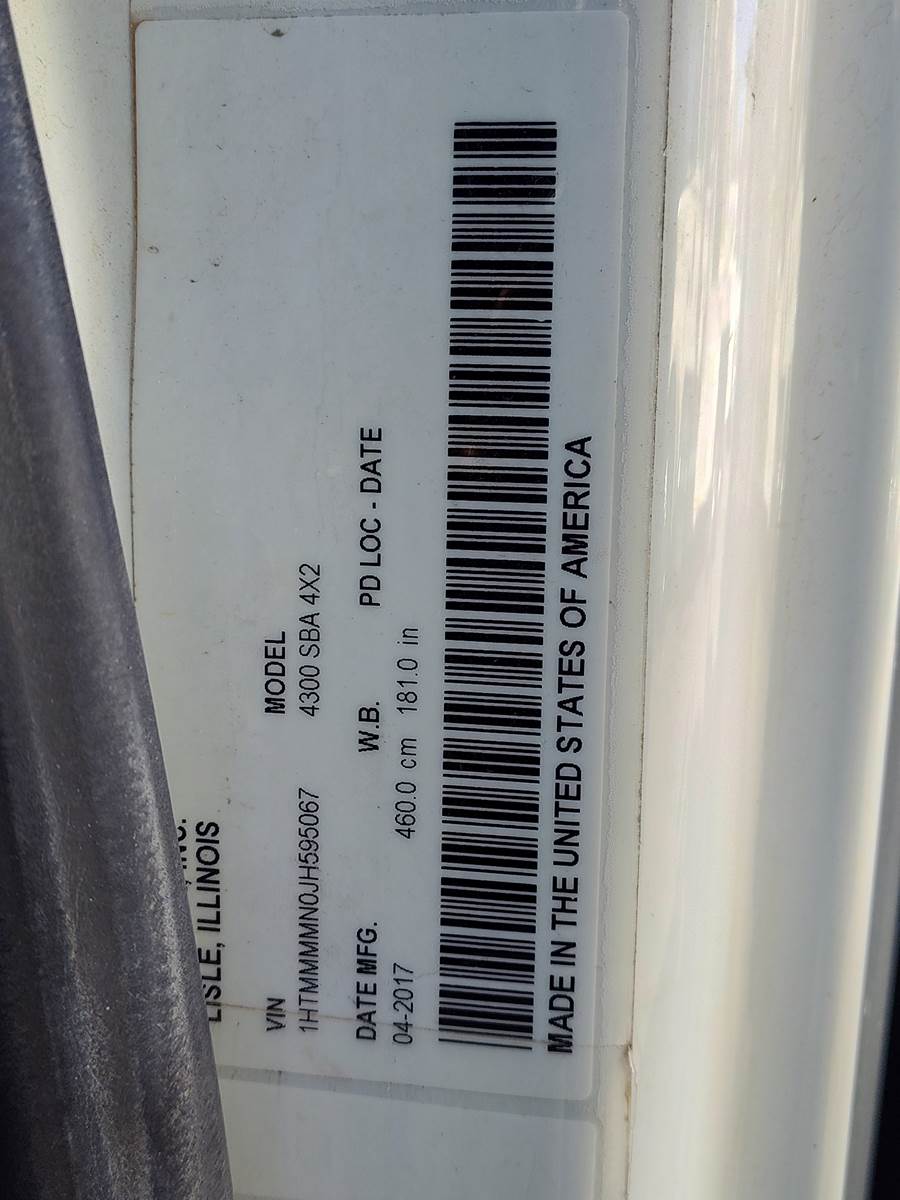 , INC.
LISLE, ILLINOIS
VIN MODEL
1HTMMMMN0JH595067 4300 SBA 4X2
DATE MFG. W.B. PD LOC - DATE
04-2017 460.0 cm 181.0 in
MADE IN THE UNITED STATES OF AMERICA